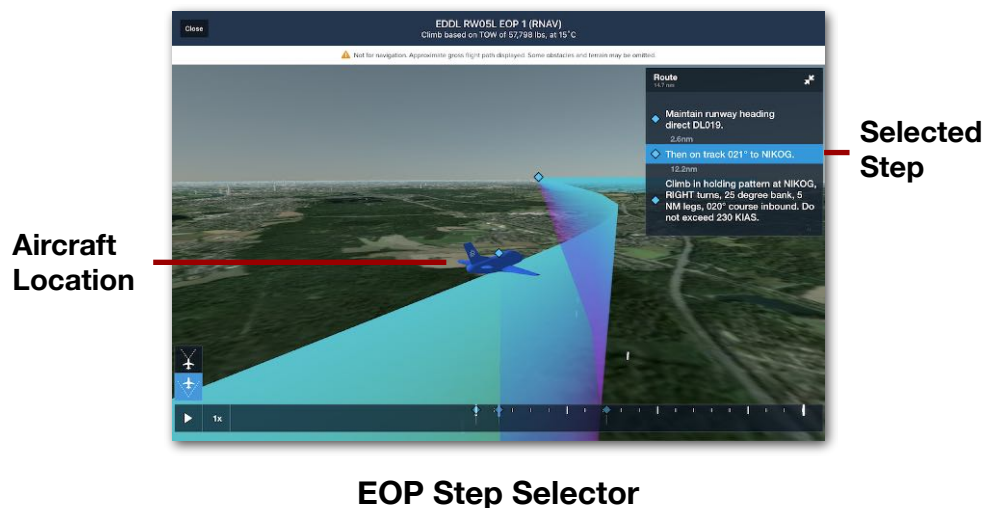 Close
EDDL RW05L EOP 1 (RNAV)
Climb based on TOW of 57,798 lbs, at 15°C
Not for navigation. Approximate gross flight path displayed. Some obstacles and terrain may be omitted.
Route
14.7 nm
Maintain runway heading
direct DL019.
2.6nm
Then on track 021° to NIKOG.
12.2nm
Climb in holding pattern at NIKOG,
RIGHT turns, 25 degree bank, 5
NM legs, 020° course inbound. Do
not exceed 230 KIAS.
Selected
Step
Aircraft
Location
1x
EOP Step Selector